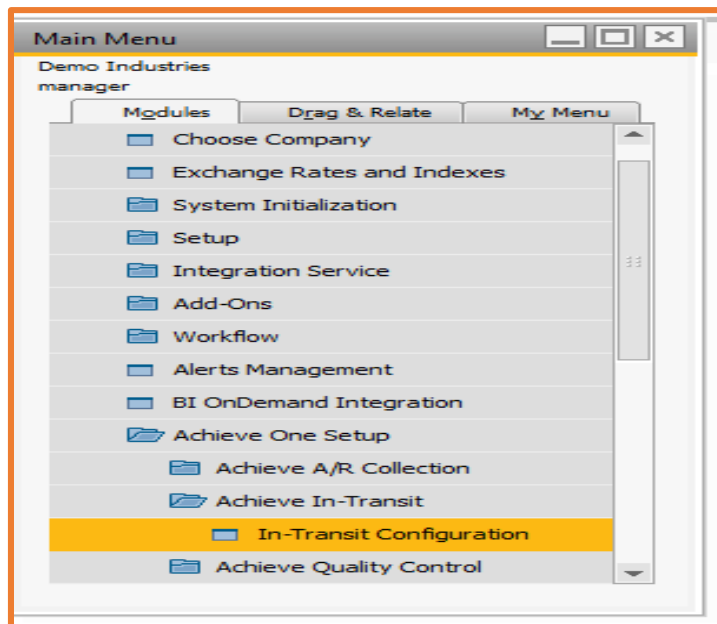 Main Menu
Demo Industries
manager
Modules Drag & Relate My Menu
Choose Company
Exchange Rates and Indexes
System Initialization
Setup
Integration Service
Add-Ons
Workflow
Alerts Management
BI OnDemand Integration
Achieve One Setup
Achieve A/R Collection
Achieve In-Transit
In-Transit Configuration
Achieve Quality Control